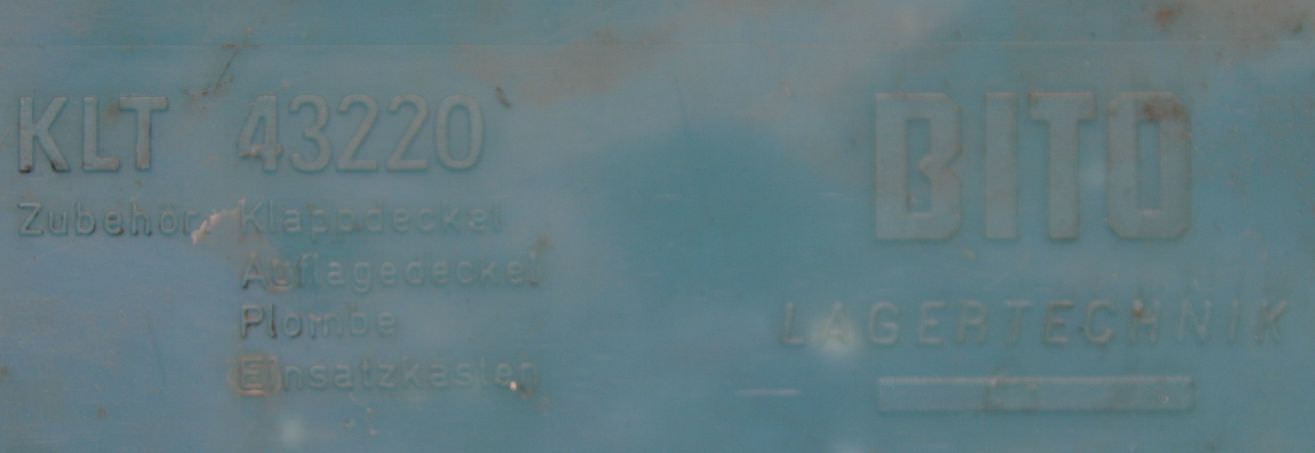 KLT 43220
Zubehör: Klappdeckel
Auflagedeckel
Plombe
Einsatzkasten
BITO
LAGERTECHNIK